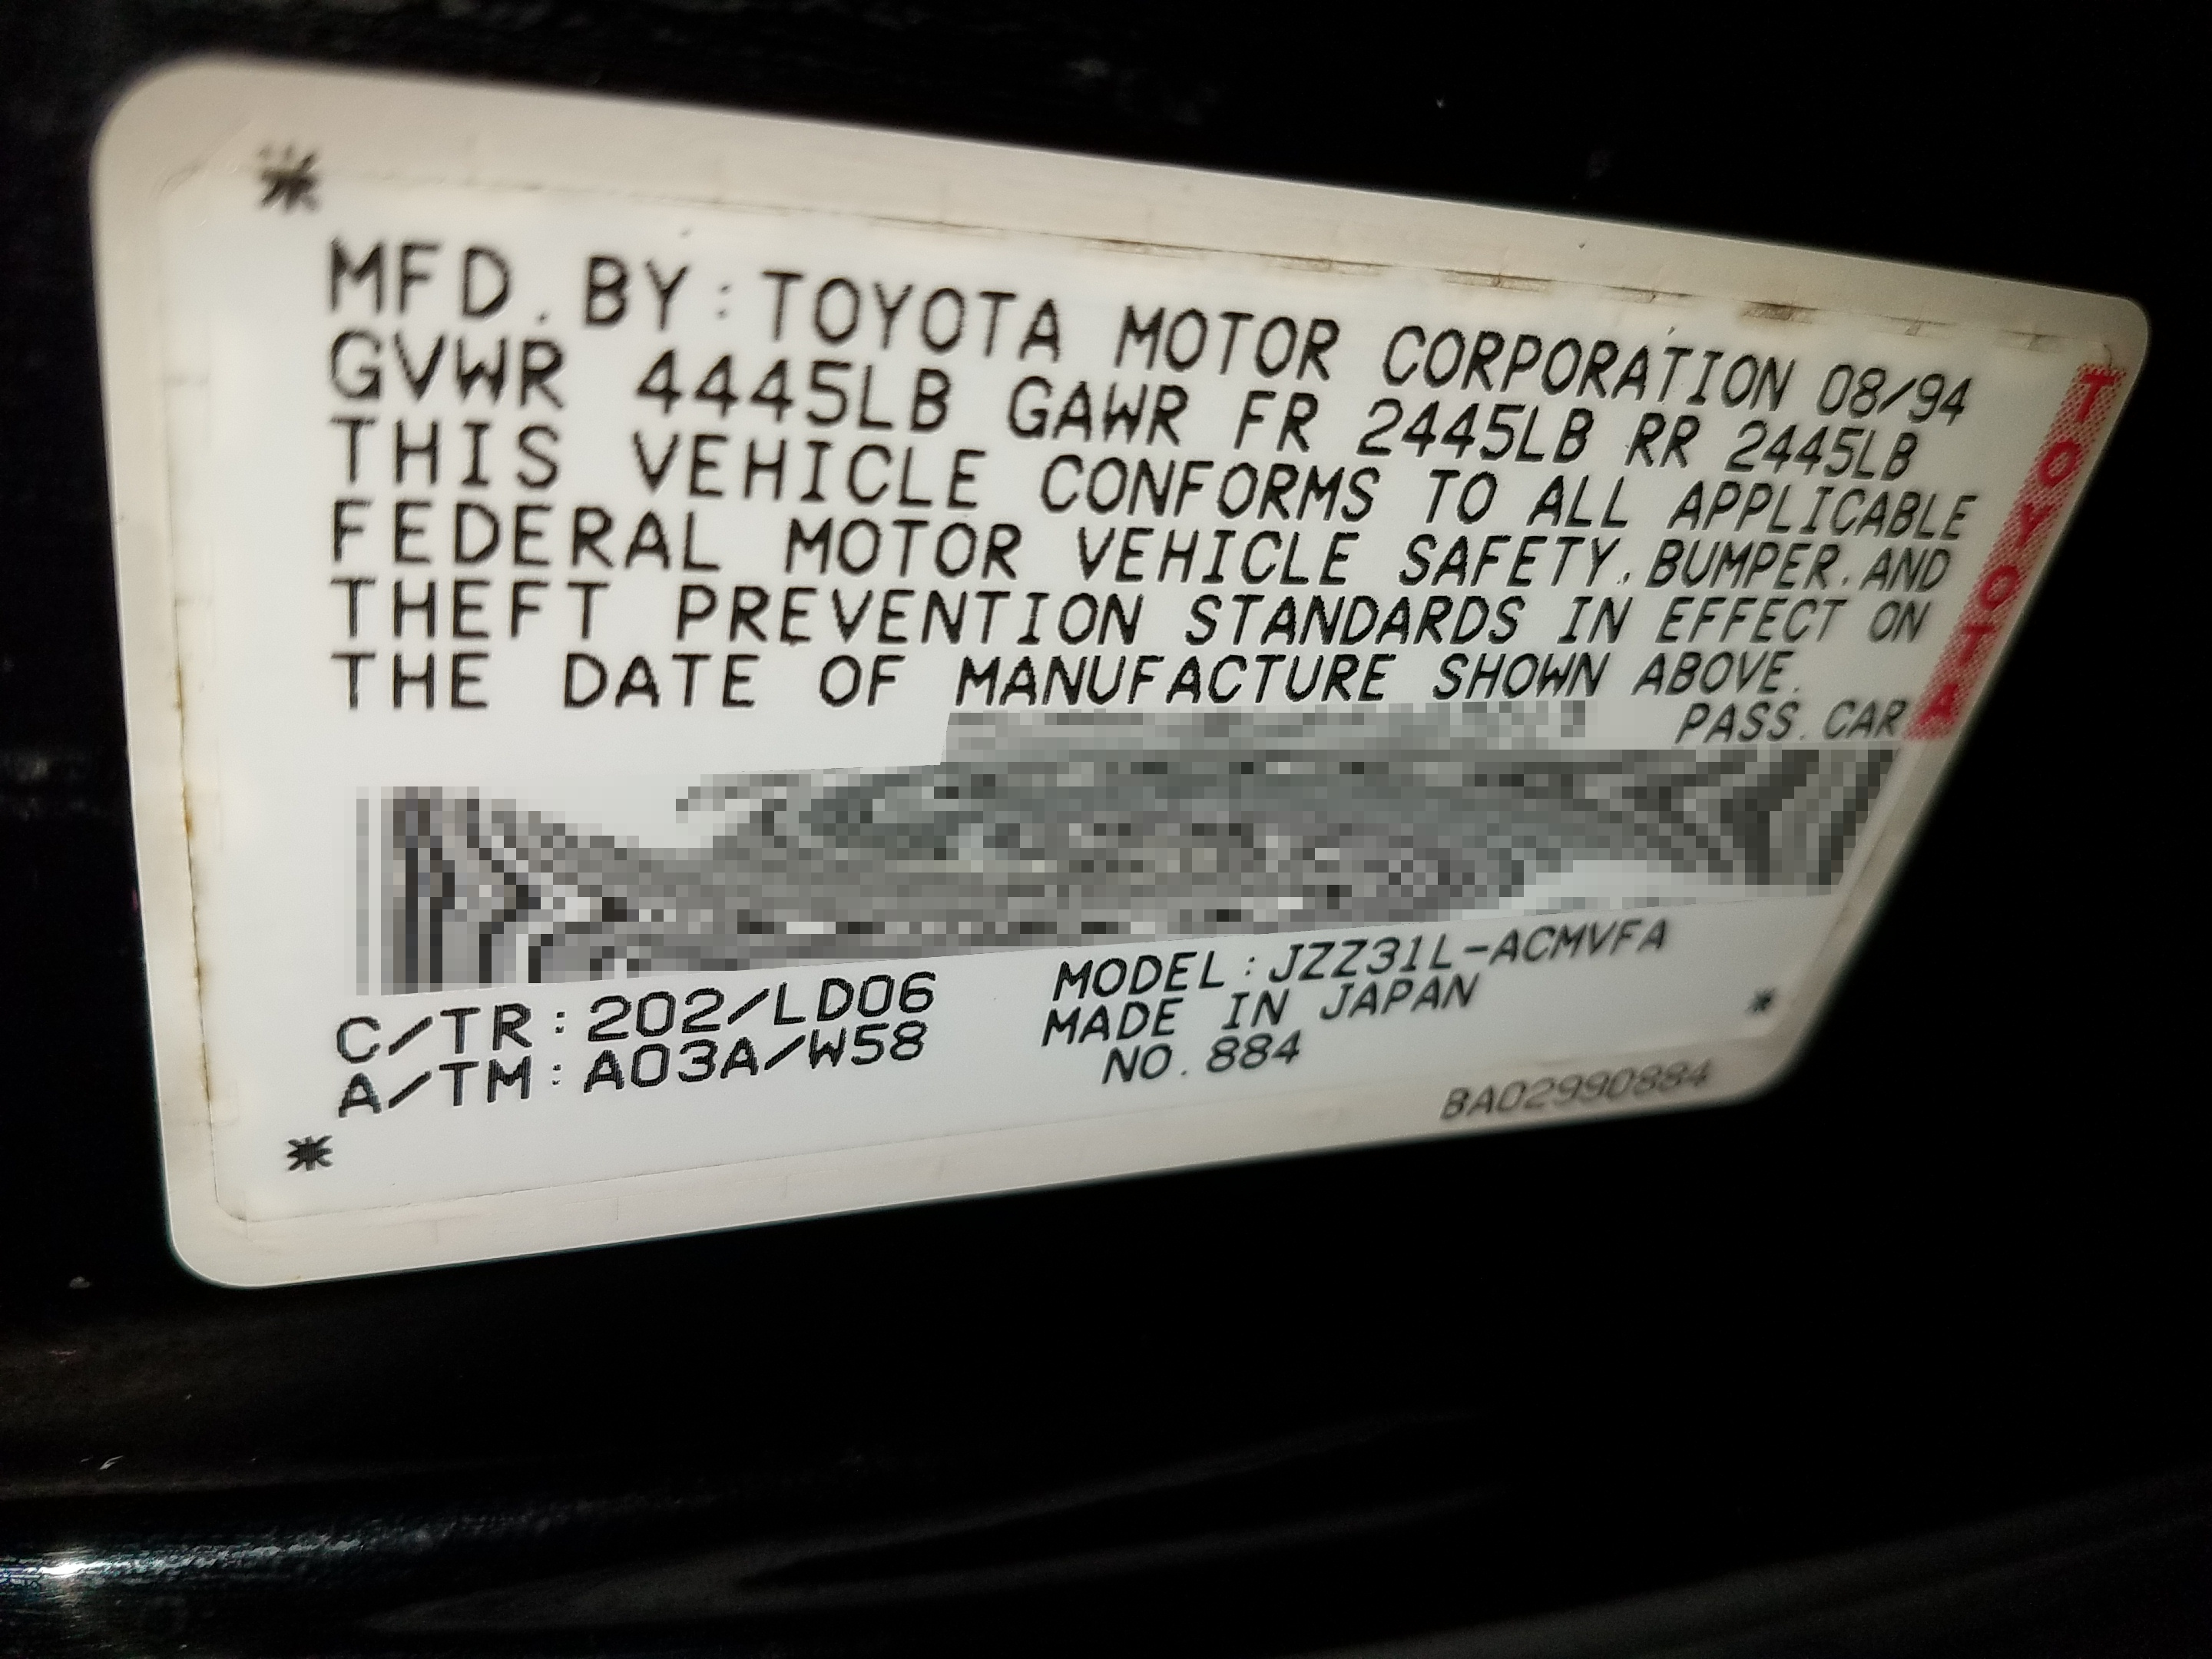 MFD. BY: TOYOTA MOTOR CORPORATION 08/94
GVWR 4445LB GAWR FR 2445LB RR 2445LB
THIS VEHICLE CONFORMS TO ALL APPLICABLE
FEDERAL MOTOR VEHICLE SAFETY, BUMPER, AND
THEFT PREVENTION STANDARDS IN EFFECT ON
THE DATE OF MANUFACTURE SHOWN ABOVE.
PASS. CAR
TOYOTA
C/TR: 202/LD06 MODEL: JZZ31L-ACMVFA
A/TM: A03A/W58 MADE IN JAPAN
NO. 884
BA02990884